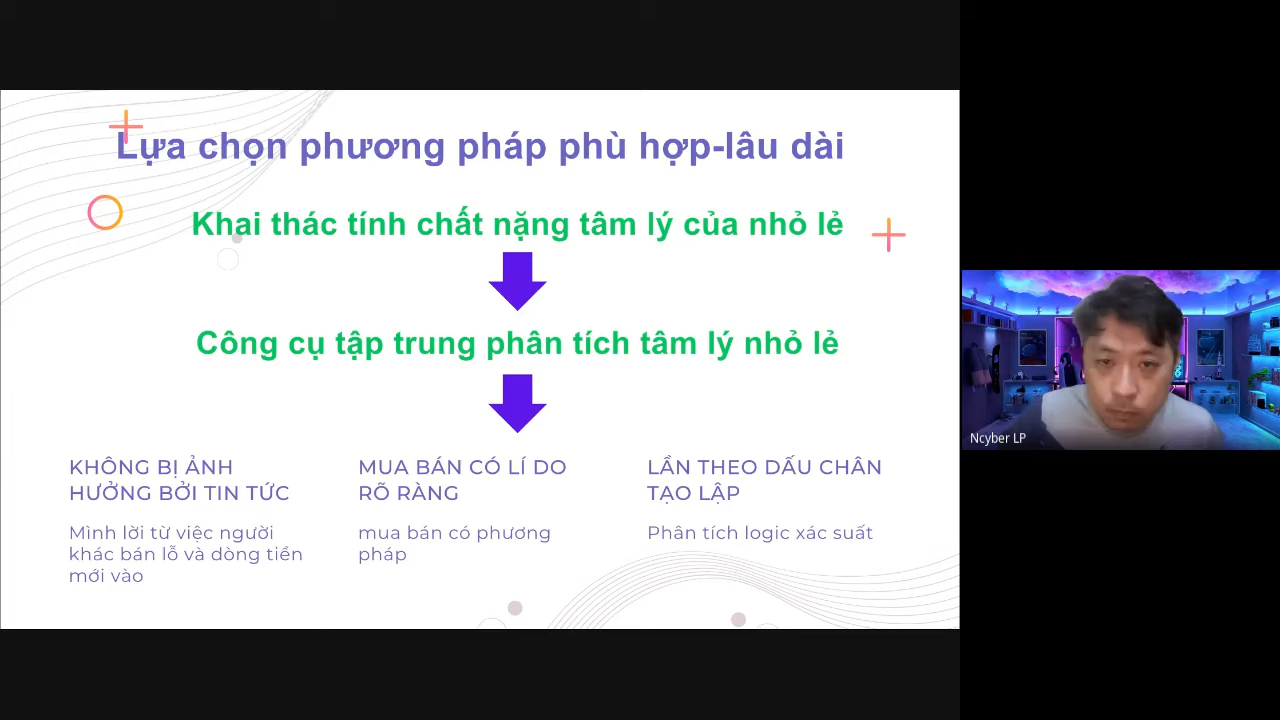 Lựa chọn phương pháp phù hợp-lâu dài
Khai thác tính chất nặng tâm lý của nhỏ lẻ
Công cụ tập trung phân tích tâm lý nhỏ lẻ
KHÔNG BỊ ẢNH
HƯỞNG BỞI TIN TỨC
Mình lời từ việc người
khác bán lỗ và dòng tiền
mới vào
MUA BÁN CÓ LÍ DO
RÕ RÀNG
mua bán có phương
pháp
LẦN THEO DẤU CHÂN
TẠO LẬP
Phân tích logic xác suất
Ncyber LP